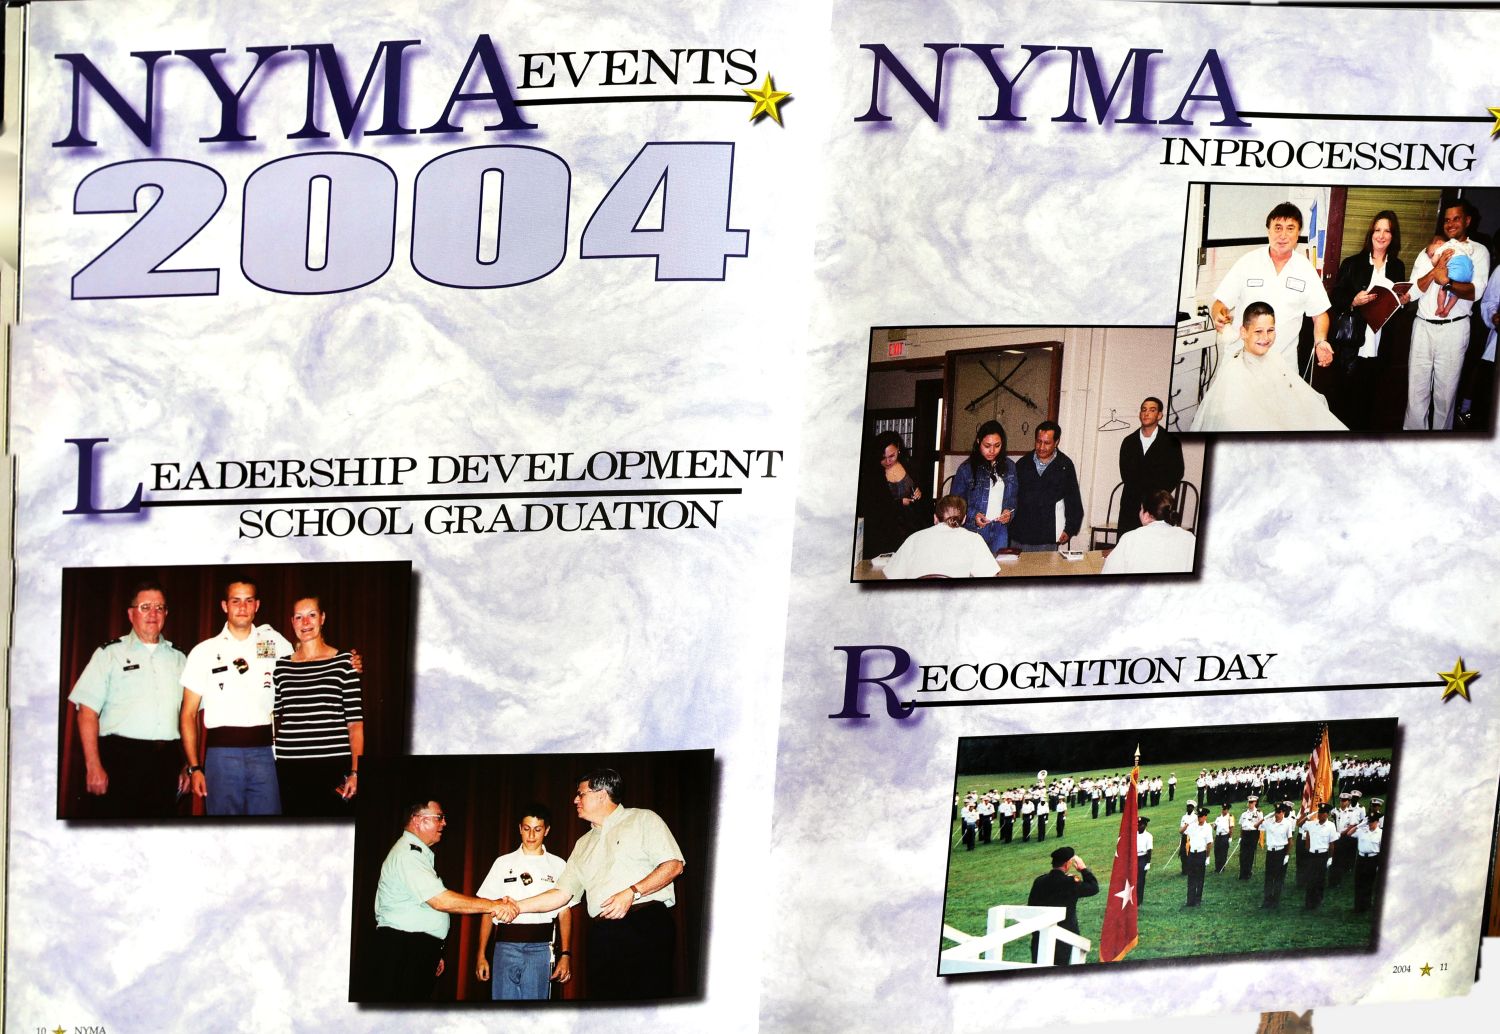 NYMA EVENTS
2004
LEADERSHIP DEVELOPMENT
SCHOOL GRADUATION
10 NYMA
NYMA
INPROCESSING
EXIT
RECOGNITION DAY
2004 11